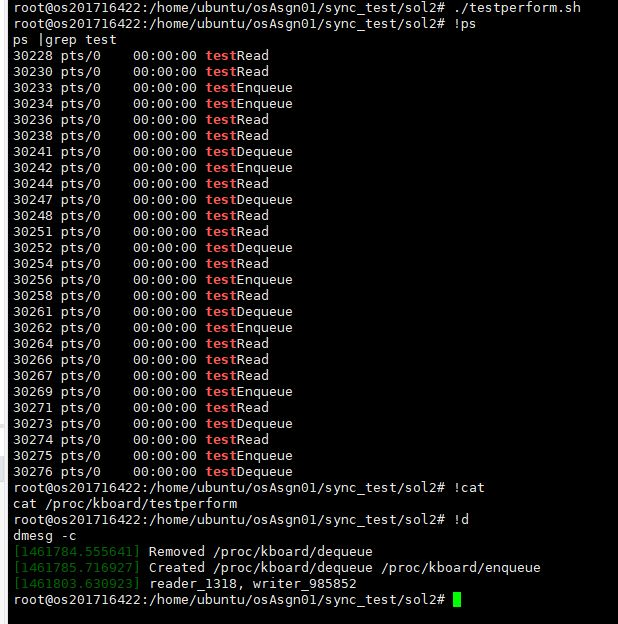 root@os201716422:/home/ubuntu/osAsgn01/sync_test/sol2# ./testperform.sh
root@os201716422:/home/ubuntu/osAsgn01/sync_test/sol2# !ps
ps |grep test
30228 pts/0    00:00:00 testRead
30230 pts/0    00:00:00 testRead
30233 pts/0    00:00:00 testEnqueue
30234 pts/0    00:00:00 testEnqueue
30236 pts/0    00:00:00 testRead
30238 pts/0    00:00:00 testRead
30241 pts/0    00:00:00 testDequeue
30242 pts/0    00:00:00 testEnqueue
30244 pts/0    00:00:00 testRead
30247 pts/0    00:00:00 testDequeue
30248 pts/0    00:00:00 testRead
30251 pts/0    00:00:00 testRead
30252 pts/0    00:00:00 testDequeue
30254 pts/0    00:00:00 testRead
30256 pts/0    00:00:00 testEnqueue
30258 pts/0    00:00:00 testRead
30261 pts/0    00:00:00 testDequeue
30262 pts/0    00:00:00 testEnqueue
30264 pts/0    00:00:00 testRead
30266 pts/0    00:00:00 testRead
30267 pts/0    00:00:00 testRead
30269 pts/0    00:00:00 testEnqueue
30271 pts/0    00:00:00 testRead
30273 pts/0    00:00:00 testDequeue
30274 pts/0    00:00:00 testRead
30275 pts/0    00:00:00 testEnqueue
30276 pts/0    00:00:00 testDequeue
root@os201716422:/home/ubuntu/osAsgn01/sync_test/sol2# !cat
cat /proc/kboard/testperform
root@os201716422:/home/ubuntu/osAsgn01/sync_test/sol2# !d
dmesg -c
[1461784.555641] Removed /proc/kboard/dequeue
[1461785.716927] Created /proc/kboard/dequeue /proc/kboard/enqueue
[1461803.630923] reader_1318, writer_985852
root@os201716422:/home/ubuntu/osAsgn01/sync_test/sol2#